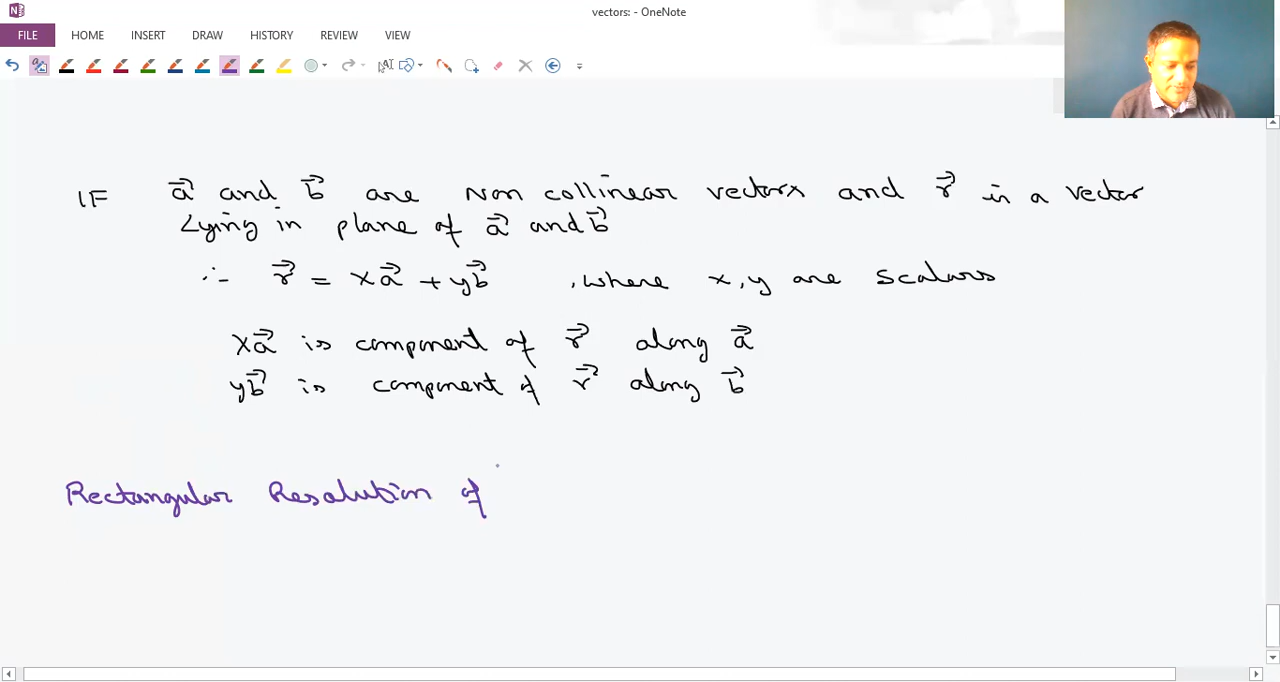 vectors: - OneNote
FILE HOME INSERT DRAW HISTORY REVIEW VIEW
IF a⃗ and b⃗ are Non collinear vectorx and r⃗ is a vector
Lying in plane of a⃗ and b⃗
∴ r⃗ = xa⃗ + yb⃗ , where x, y are scalars
xa⃗ is component of r⃗ along a⃗
yb⃗ is component of r⃗ along b⃗
Rectangular Resolution of